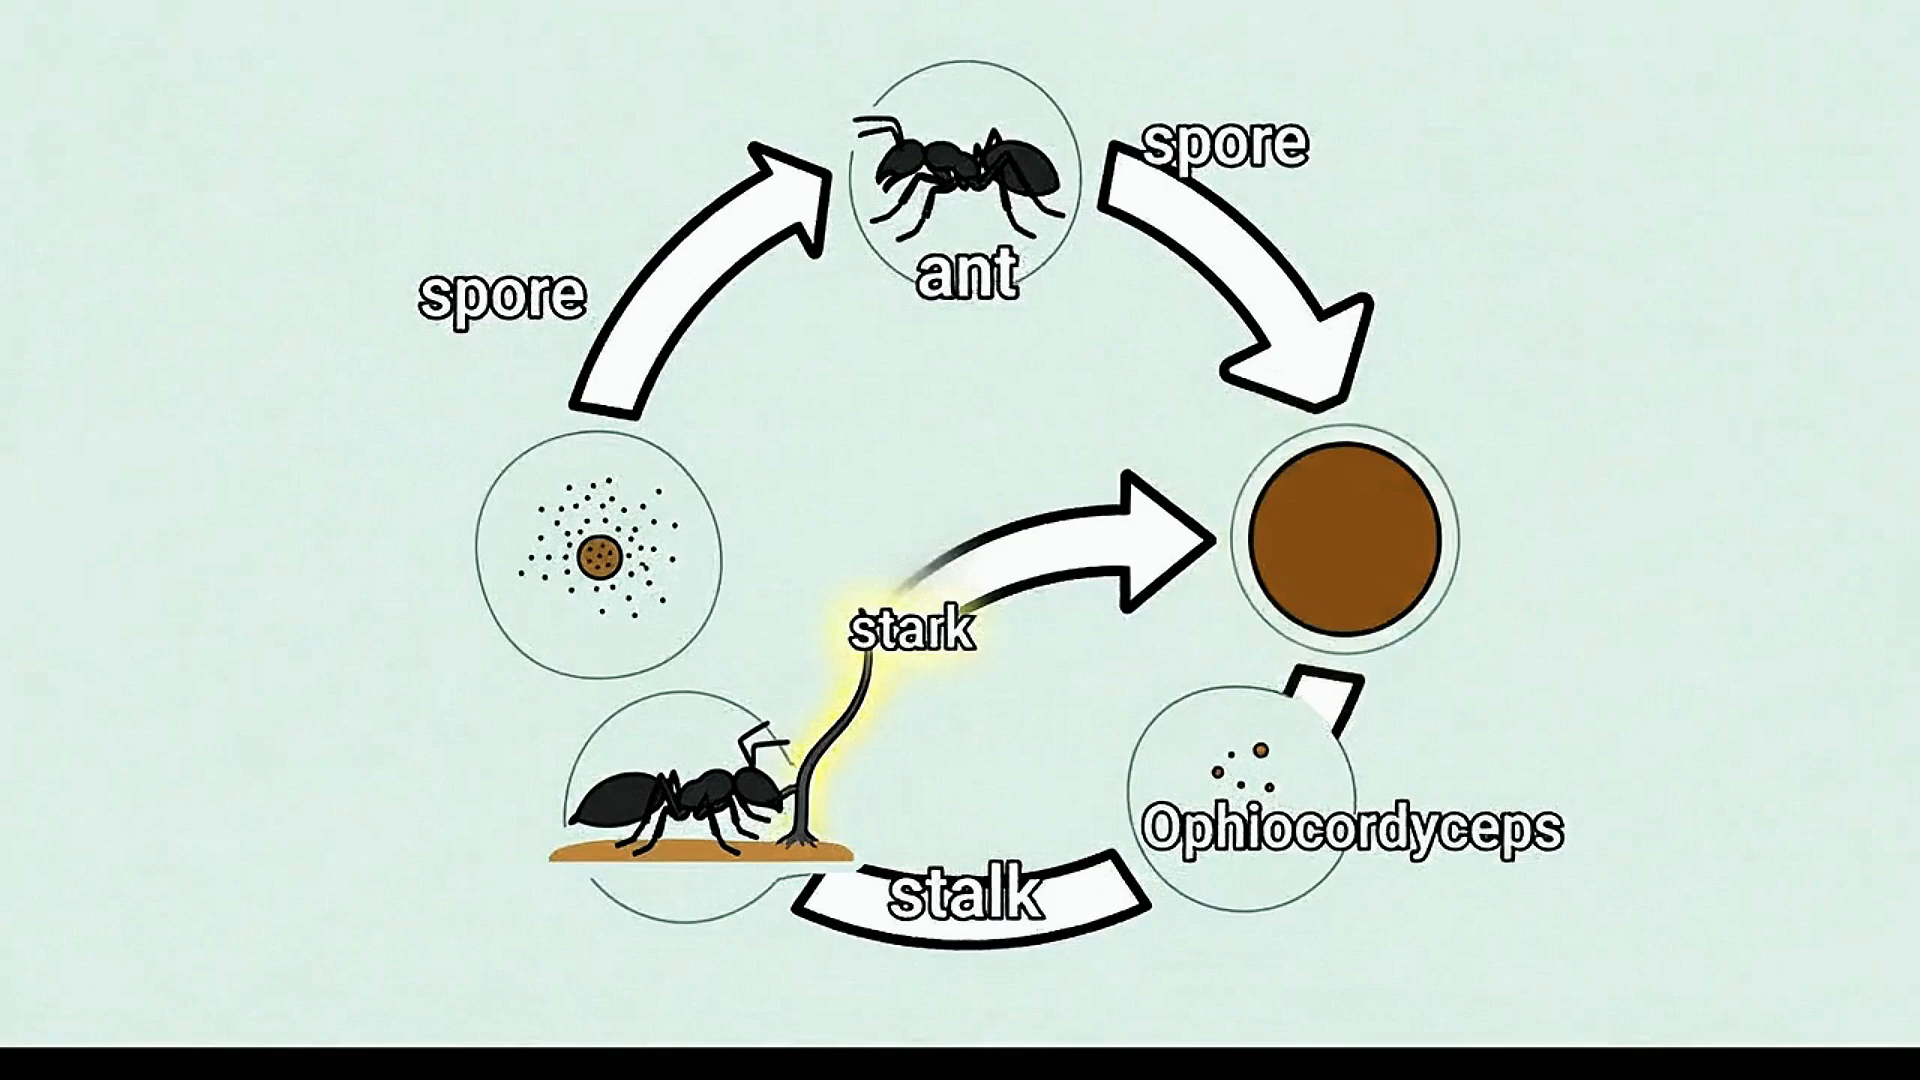 spore
ant
spore
stark
Ophiocordyceps
stalk